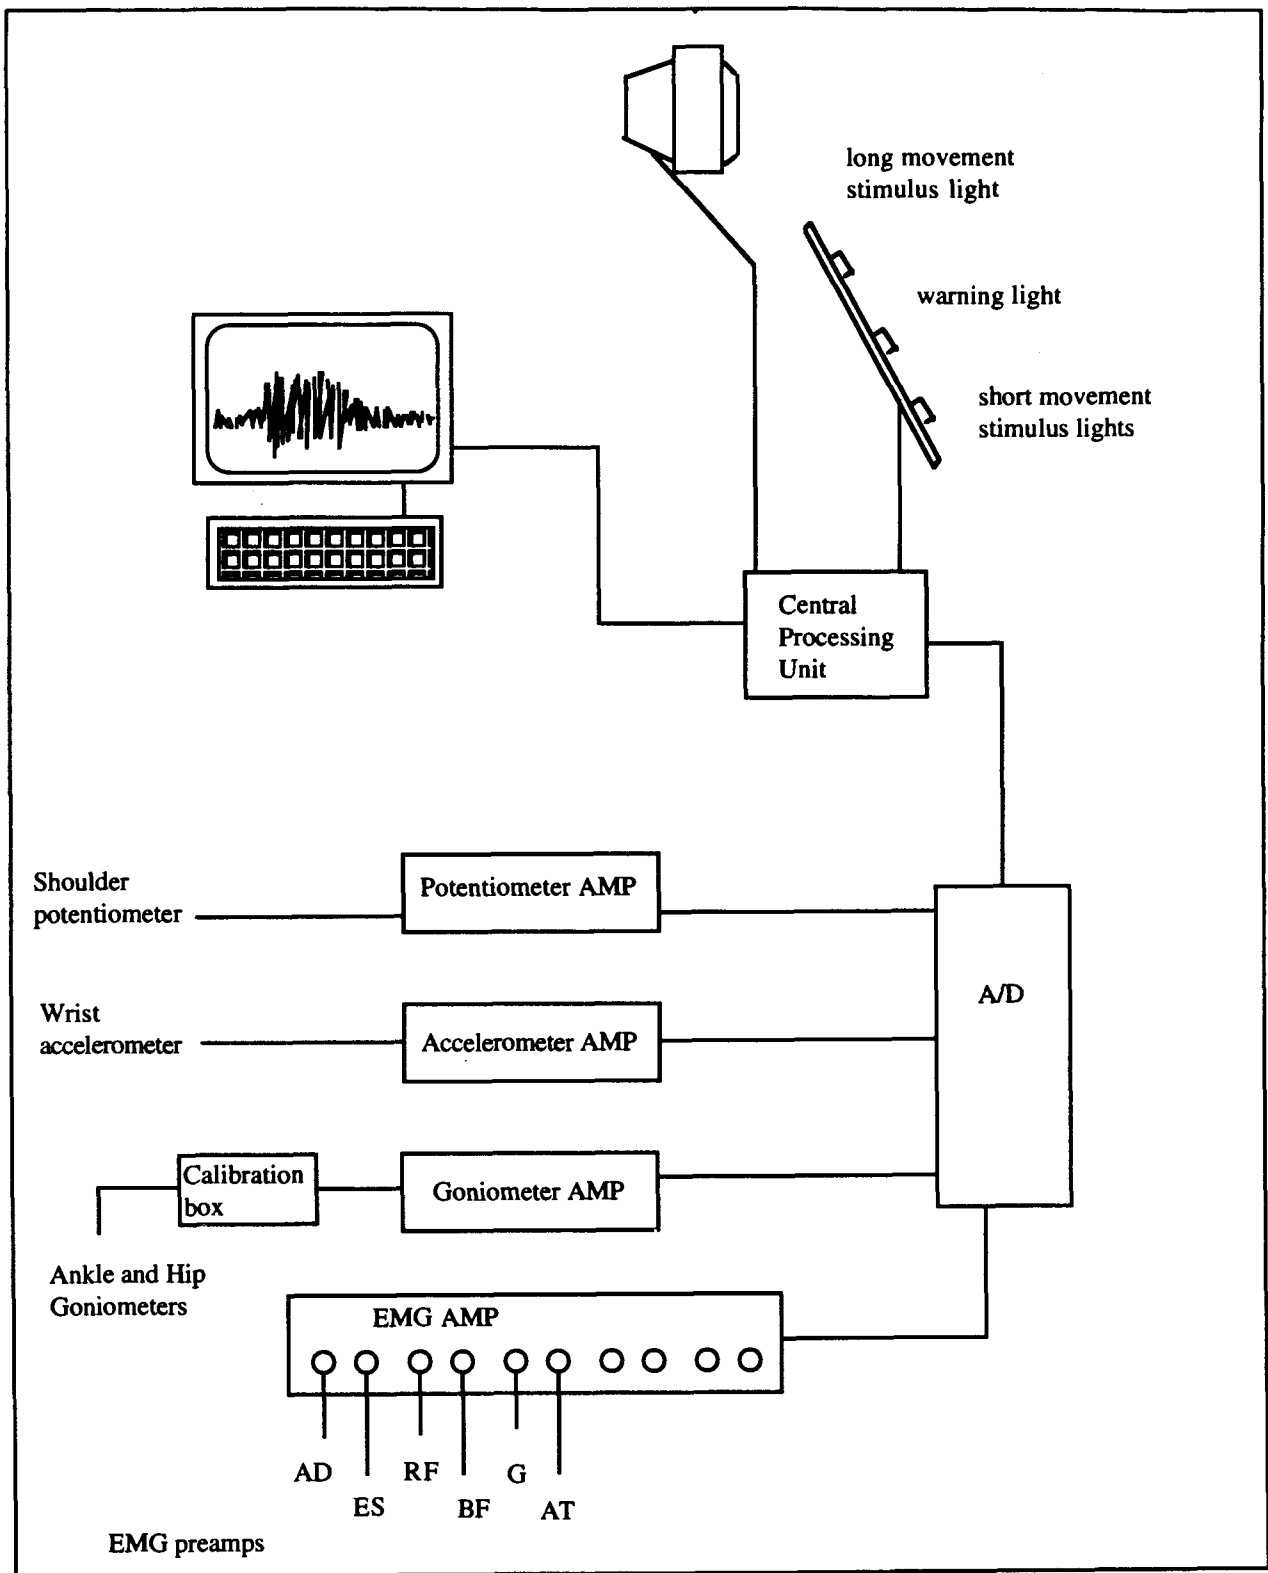 long movement
stimulus light
warning light
short movement
stimulus lights
Central
Processing
Unit
Shoulder
potentiometer
Potentiometer AMP
A/D
Wrist
accelerometer
Accelerometer AMP
Calibration
box
Goniometer AMP
Ankle and Hip
Goniometers
EMG AMP
AD
RF
G
ES
BF
AT
EMG preamps